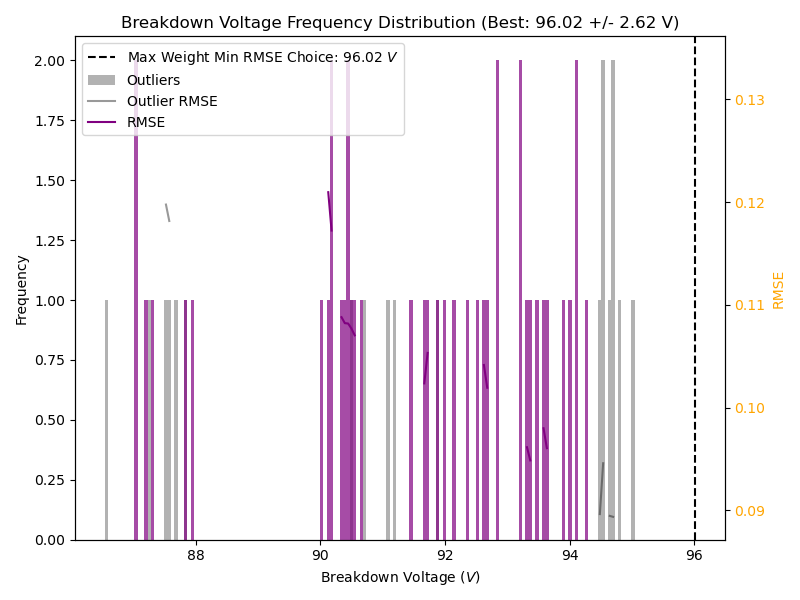 Breakdown Voltage Frequency Distribution (Best: 96.02 +/- 2.62 V)
Max Weight Min RMSE Choice: 96.02 V
Outliers
Outlier RMSE
RMSE
2.00
1.75
1.50
1.25
1.00
0.75
0.50
0.25
0.00
Frequency
0.13
0.12
0.11
0.10
0.09
RMSE
88
90
92
94
96
Breakdown Voltage (V)